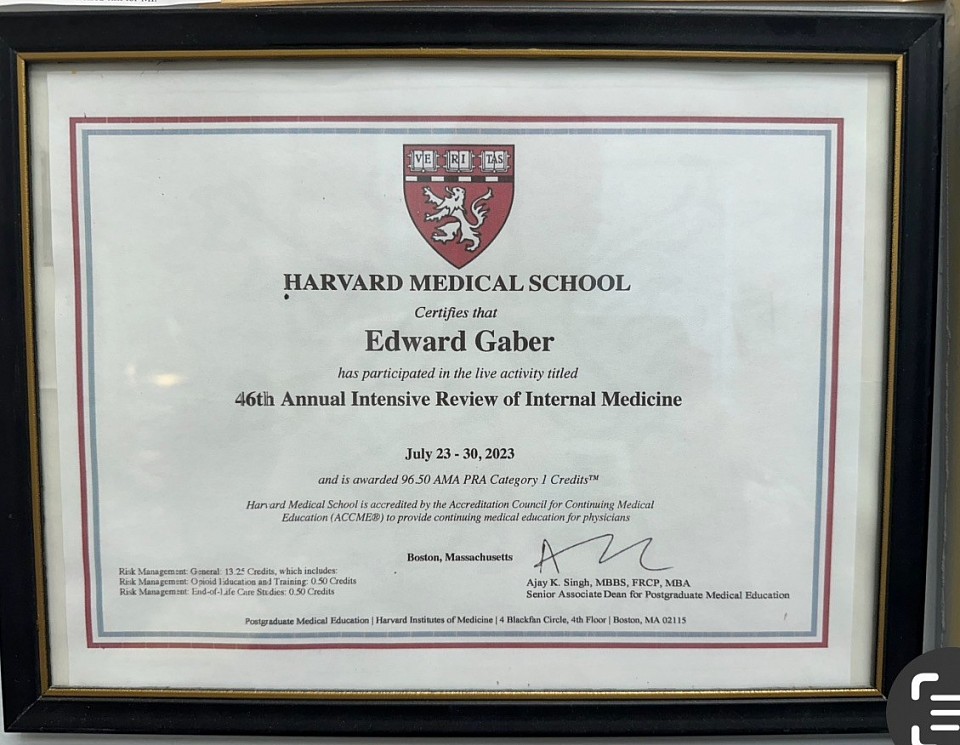 VE RI TAS
HARVARD MEDICAL SCHOOL
Certifies that
Edward Gaber
has participated in the live activity titled
46th Annual Intensive Review of Internal Medicine
July 23 - 30, 2023
and is awarded 96.50 AMA PRA Category 1 Credits™
Harvard Medical School is accredited by the Accreditation Council for Continuing Medical
Education (ACCME®) to provide continuing medical education for physicians
Boston, Massachusetts
Risk Management: General: 13.25 Credits, which includes:
Risk Management: Opioid Education and Training: 0.50 Credits
Risk Management: End-of-Life Care Studies: 0.50 Credits
Ajay K. Singh, MBBS, FRCP, MBA
Senior Associate Dean for Postgraduate Medical Education
Postgraduate Medical Education | Harvard Institutes of Medicine | 4 Blackfan Circle, 4th Floor | Boston, MA 02115